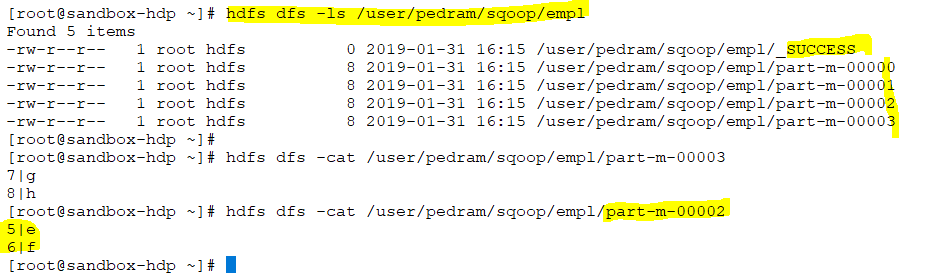 [root@sandbox-hdp ~]# hdfs dfs -ls /user/pedram/sqoop/empl
Found 5 items
-rw-r--r--   1 root hdfs          0 2019-01-31 16:15 /user/pedram/sqoop/empl/_SUCCESS
-rw-r--r--   1 root hdfs          8 2019-01-31 16:15 /user/pedram/sqoop/empl/part-m-00000
-rw-r--r--   1 root hdfs          8 2019-01-31 16:15 /user/pedram/sqoop/empl/part-m-00001
-rw-r--r--   1 root hdfs          8 2019-01-31 16:15 /user/pedram/sqoop/empl/part-m-00002
-rw-r--r--   1 root hdfs          8 2019-01-31 16:15 /user/pedram/sqoop/empl/part-m-00003
[root@sandbox-hdp ~]#
[root@sandbox-hdp ~]# hdfs dfs -cat /user/pedram/sqoop/empl/part-m-00003
7|g
8|h
[root@sandbox-hdp ~]# hdfs dfs -cat /user/pedram/sqoop/empl/part-m-00002
5|e
6|f
[root@sandbox-hdp ~]#